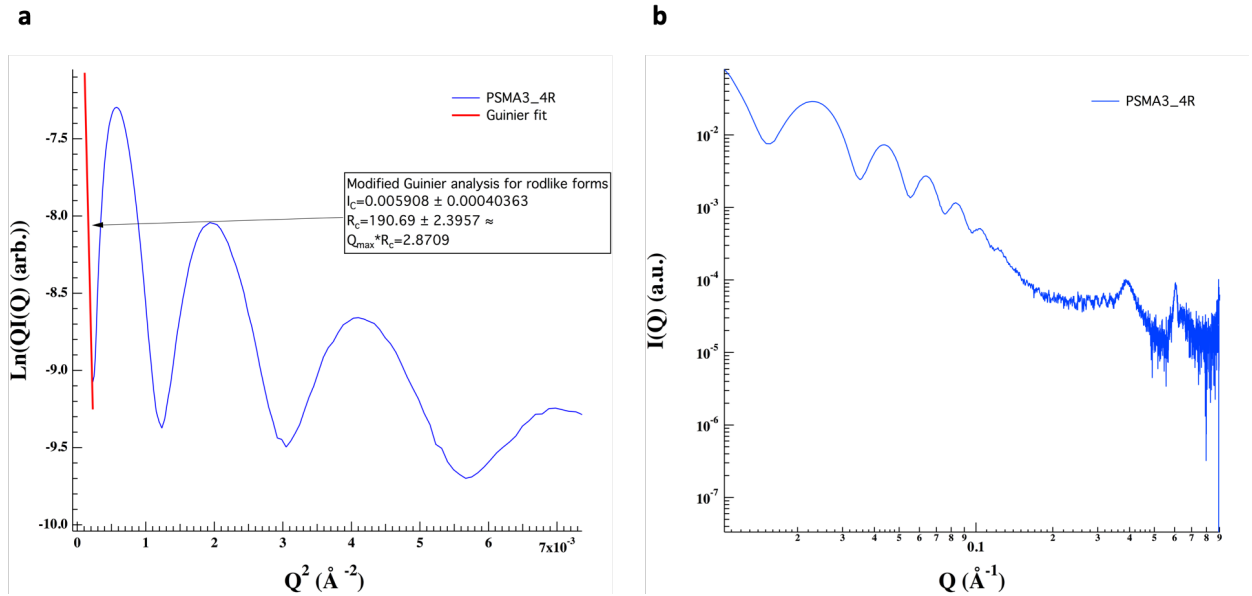 a
PSMA3_4R
Guinier fit
Modified Guinier analysis for rodlike forms
I_C=0.005908 ± 0.00040363
R_c=190.69 ± 2.3957 ≈
Q_max*R_c=2.8709
Ln(QI(Q) (arb.))
-7.5
-8.0
-8.5
-9.0
-9.5
-10.0
0 1 2 3 4 5 6 7x10^-3
Q^2 (Å^-2)
b
PSMA3_4R
I(Q) (a.u.)
10^-2
10^-3
10^-4
10^-5
10^-6
10^-7
2 3 4 5 6 7 8 9 0.1 2 3 4 5 6 7 8 9
Q (Å^-1)